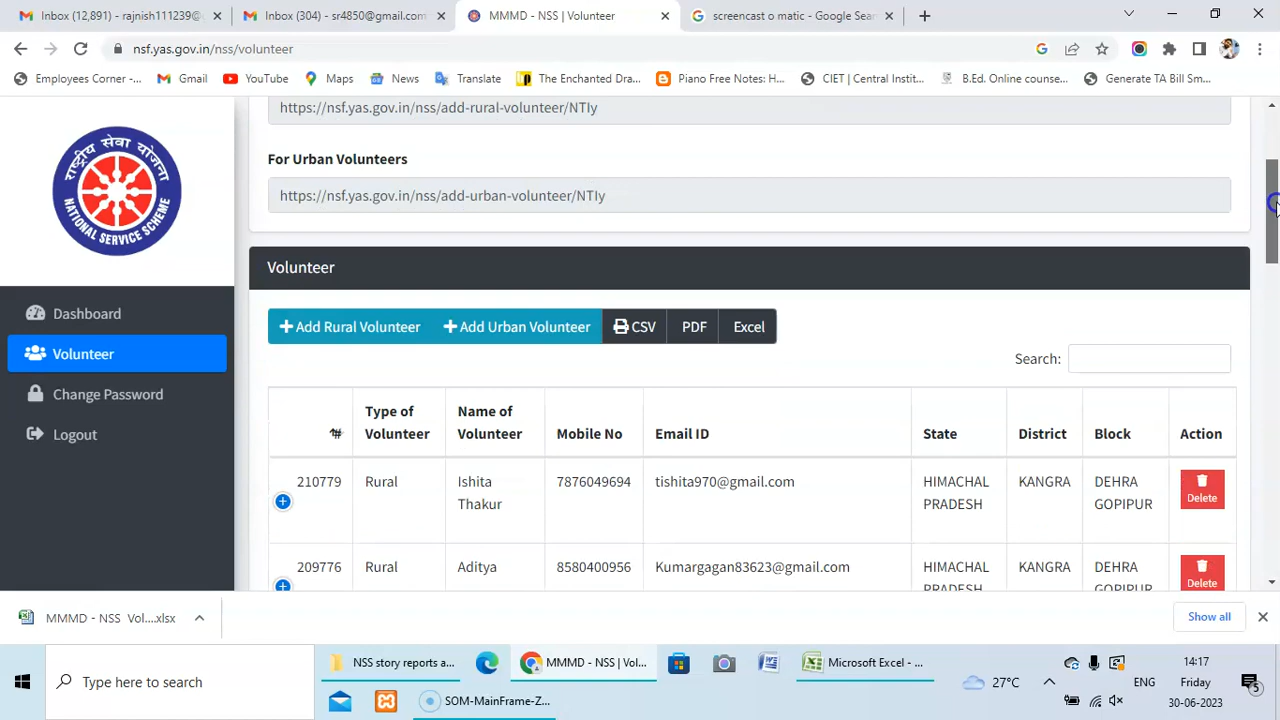 Inbox (12,891) - rajnish111239@
Inbox (304) - sr4850@gmail.com
MMMD - NSS | Volunteer
screencast o matic - Google Sear
nsf.yas.gov.in/nss/volunteer
Employees Corner -...
Gmail
YouTube
Maps
News
Translate
The Enchanted Dra...
Piano Free Notes: H...
CIET | Central Instit...
B.Ed. Online counse...
Generate TA Bill Sm...
राष्ट्रीय सेवा योजना
NATIONAL SERVICE SCHEME
Dashboard
Volunteer
Change Password
Logout
https://nsf.yas.gov.in/nss/add-rural-volunteer/NTIy
For Urban Volunteers
https://nsf.yas.gov.in/nss/add-urban-volunteer/NTIy
Volunteer
Add Rural Volunteer Add Urban Volunteer CSV PDF Excel
Search:
# Type of Volunteer Name of Volunteer Mobile No Email ID State District Block Action
210779 Rural Ishita Thakur 7876049694 tishita970@gmail.com HIMACHAL PRADESH KANGRA DEHRA GOPIPUR Delete
209776 Rural Aditya 8580400956 Kumargagan83623@gmail.com HIMACHAL PRADESH KANGRA DEHRA GOPIPUR Delete
MMMD - NSS Vol....xlsx
Show all
Type here to search
NSS story reports a...
MMMD - NSS | Vol...
Microsoft Excel - ...
SOM-MainFrame-Z...
27°C
ENG
14:17
Friday
30-06-2023
5